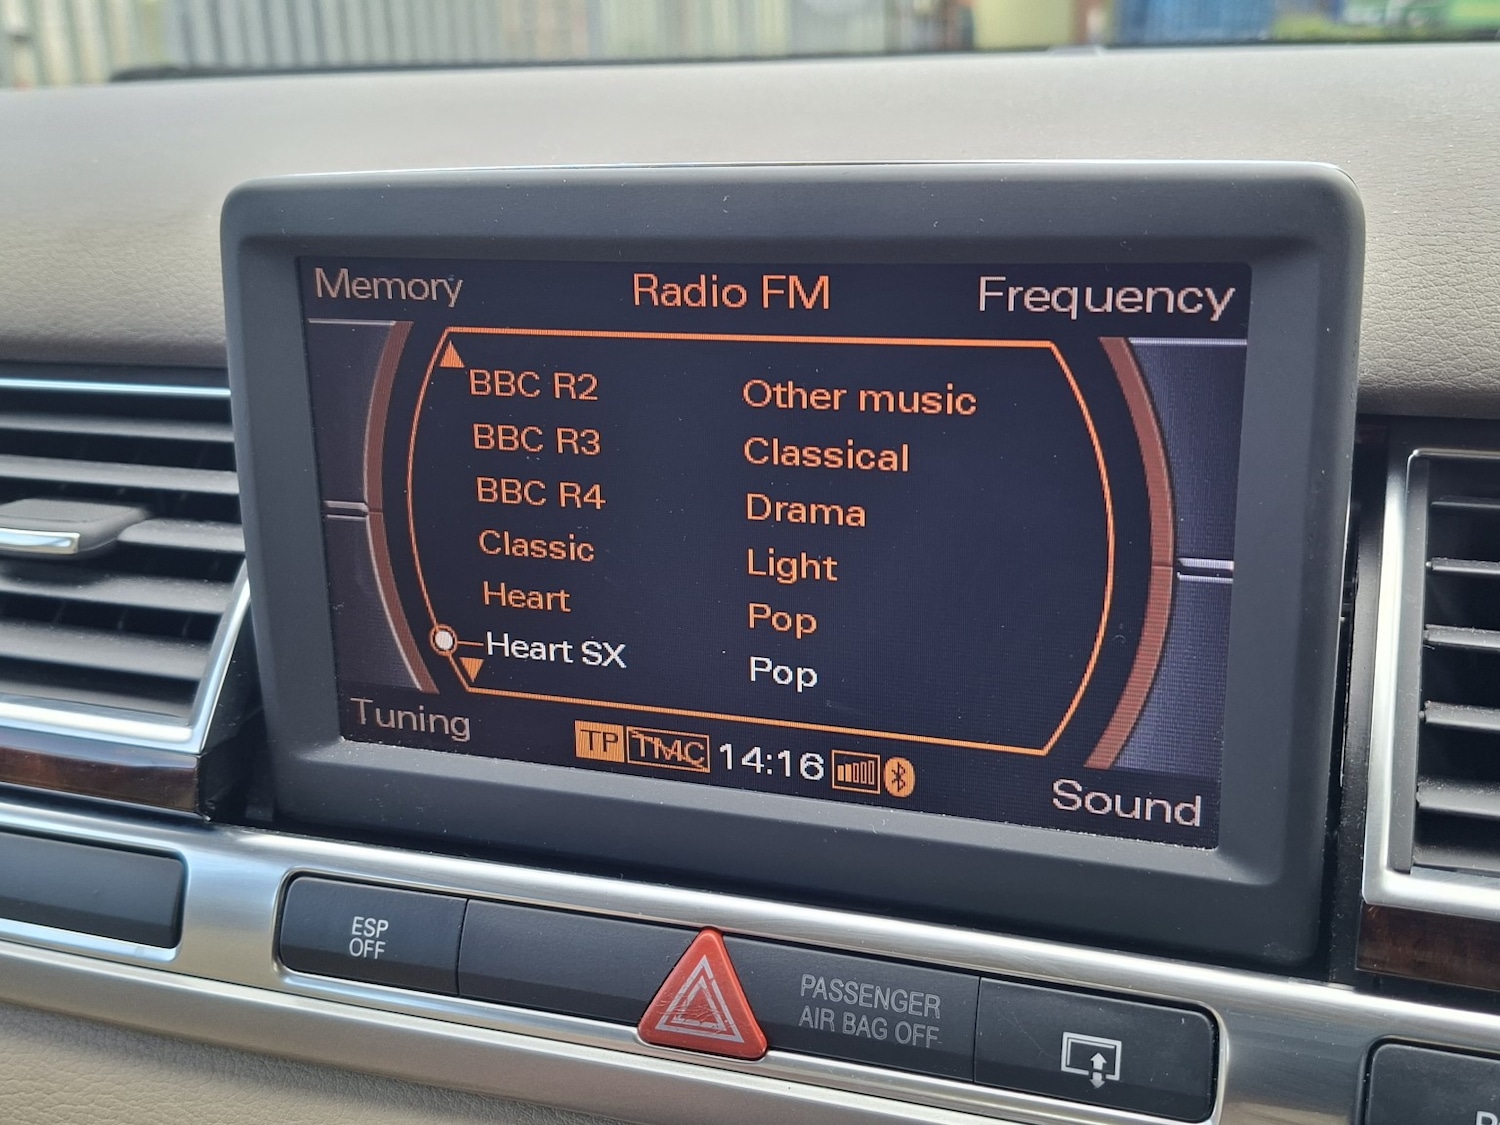 Memory Radio FM Frequency
BBC R2 Other music
BBC R3 Classical
BBC R4 Drama
Classic Light
Heart Pop
Heart SX Pop
Tuning
TP TMC 14:16
Sound
ESP
OFF
PASSENGER
AIR BAG OFF